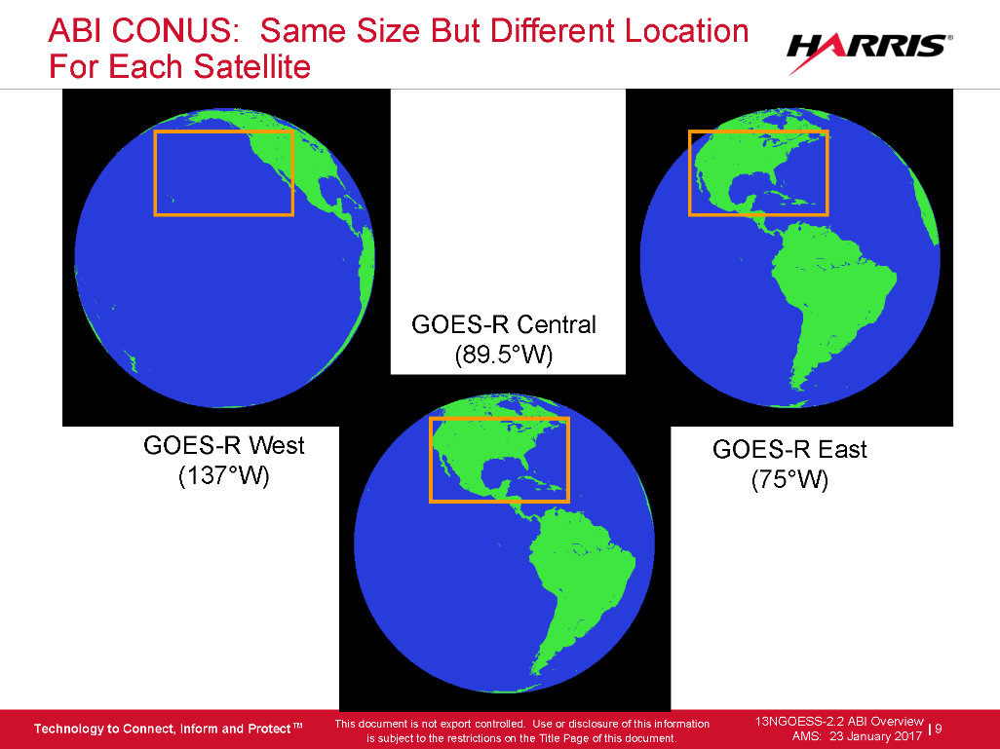 ABI CONUS:  Same Size But Different Location
For Each Satellite
HARRIS®
GOES-R Central
(89.5°W)
GOES-R West
(137°W)
GOES-R East
(75°W)
Technology to Connect, Inform and Protect™
This document is not export controlled.  Use or disclosure of this information
is subject to the restrictions on the Title Page of this document.
13NGOESS-2.2 ABI Overview
AMS:  23 January 2017
| 9